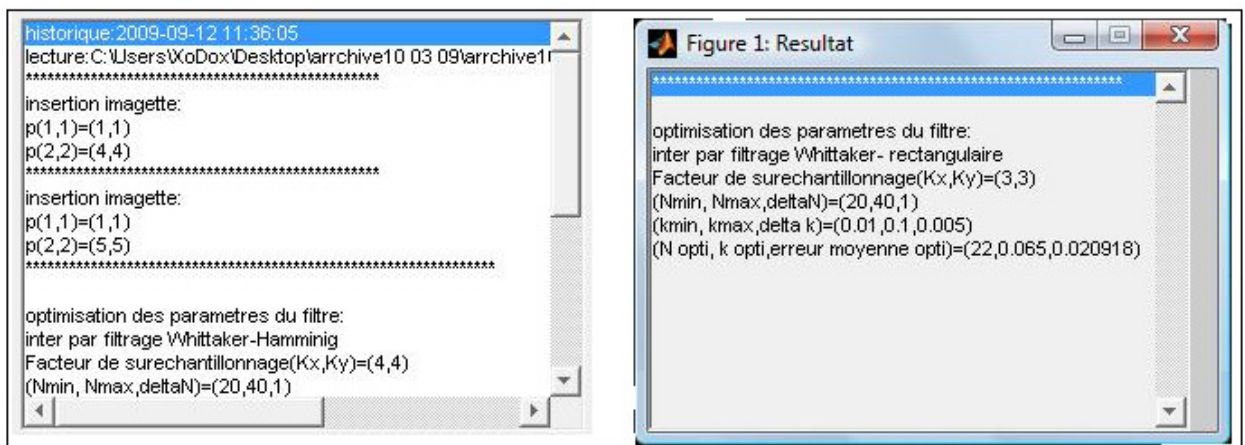 historique:2009-09-12 11:36:05
lecture:C:\Users\XoDox\Desktop\arrchive10 03 09\arrchive1
*************************************************
insertion imagette:
p(1,1)=(1,1)
p(2,2)=(4,4)
*************************************************
insertion imagette:
p(1,1)=(1,1)
p(2,2)=(5,5)
*****************************************************************
optimisation des parametres du filtre:
inter par filtrage Whittaker-Hamminig
Facteur de surechantillonnage(Kx,Ky)=(4,4)
(Nmin, Nmax,deltaN)=(20,40,1)
Figure 1: Resultat
*****************************************************************
optimisation des parametres du filtre:
inter par filtrage Whittaker- rectangulaire
Facteur de surechantillonnage(Kx,Ky)=(3,3)
(Nmin, Nmax,deltaN)=(20,40,1)
(kmin, kmax,delta k)=(0.01,0.1,0.005)
(N opti, k opti,erreur moyenne opti)=(22,0.065,0.020918)